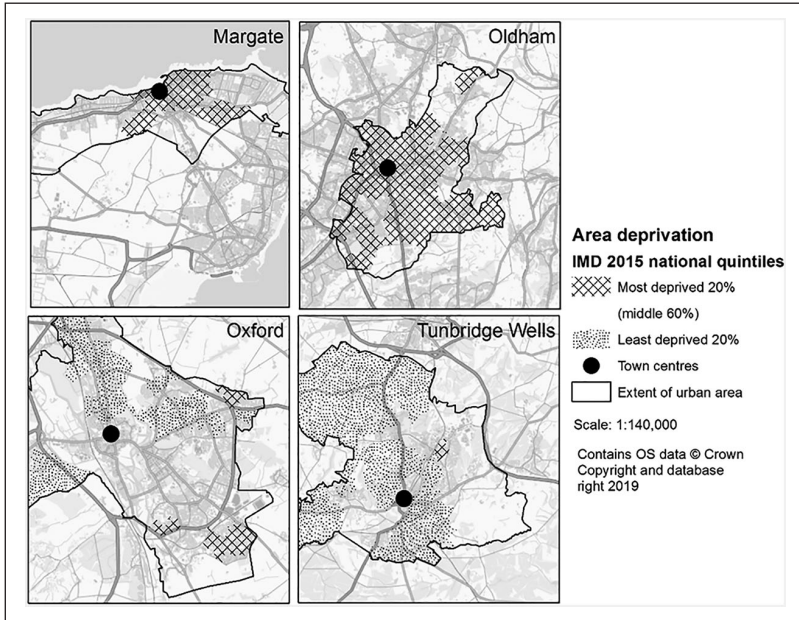 Margate
Oldham
Oxford
Tunbridge Wells
Area deprivation
IMD 2015 national quintiles
Most deprived 20%
(middle 60%)
Least deprived 20%
Town centres
Extent of urban area
Scale: 1:140,000
Contains OS data © Crown
Copyright and database
right 2019